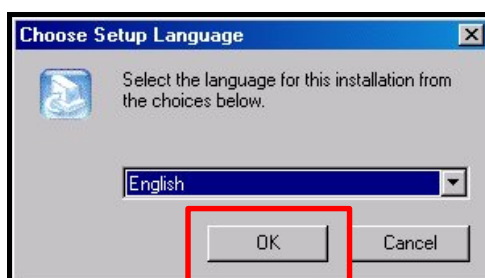 Choose Setup Language
Select the language for this installation from
the choices below.
English
OK
Cancel